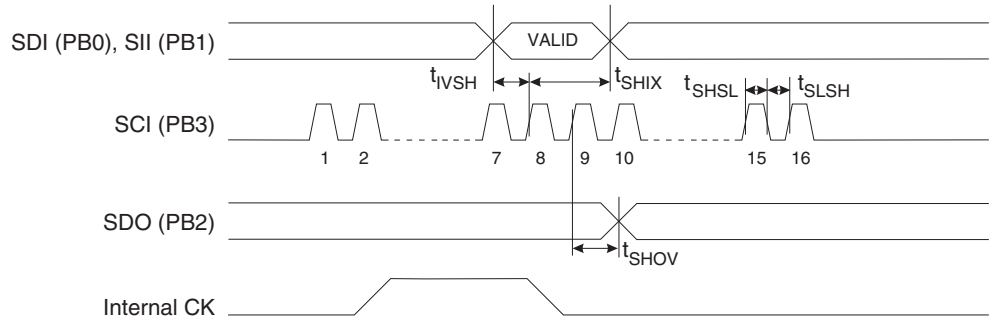 SDI (PB0), SII (PB1)
VALID
tIVSH
tSHIX
tSHSL
tSLSH
SCI (PB3)
1 2 7 8 9 10 15 16
SDO (PB2)
tSHOV
Internal CK